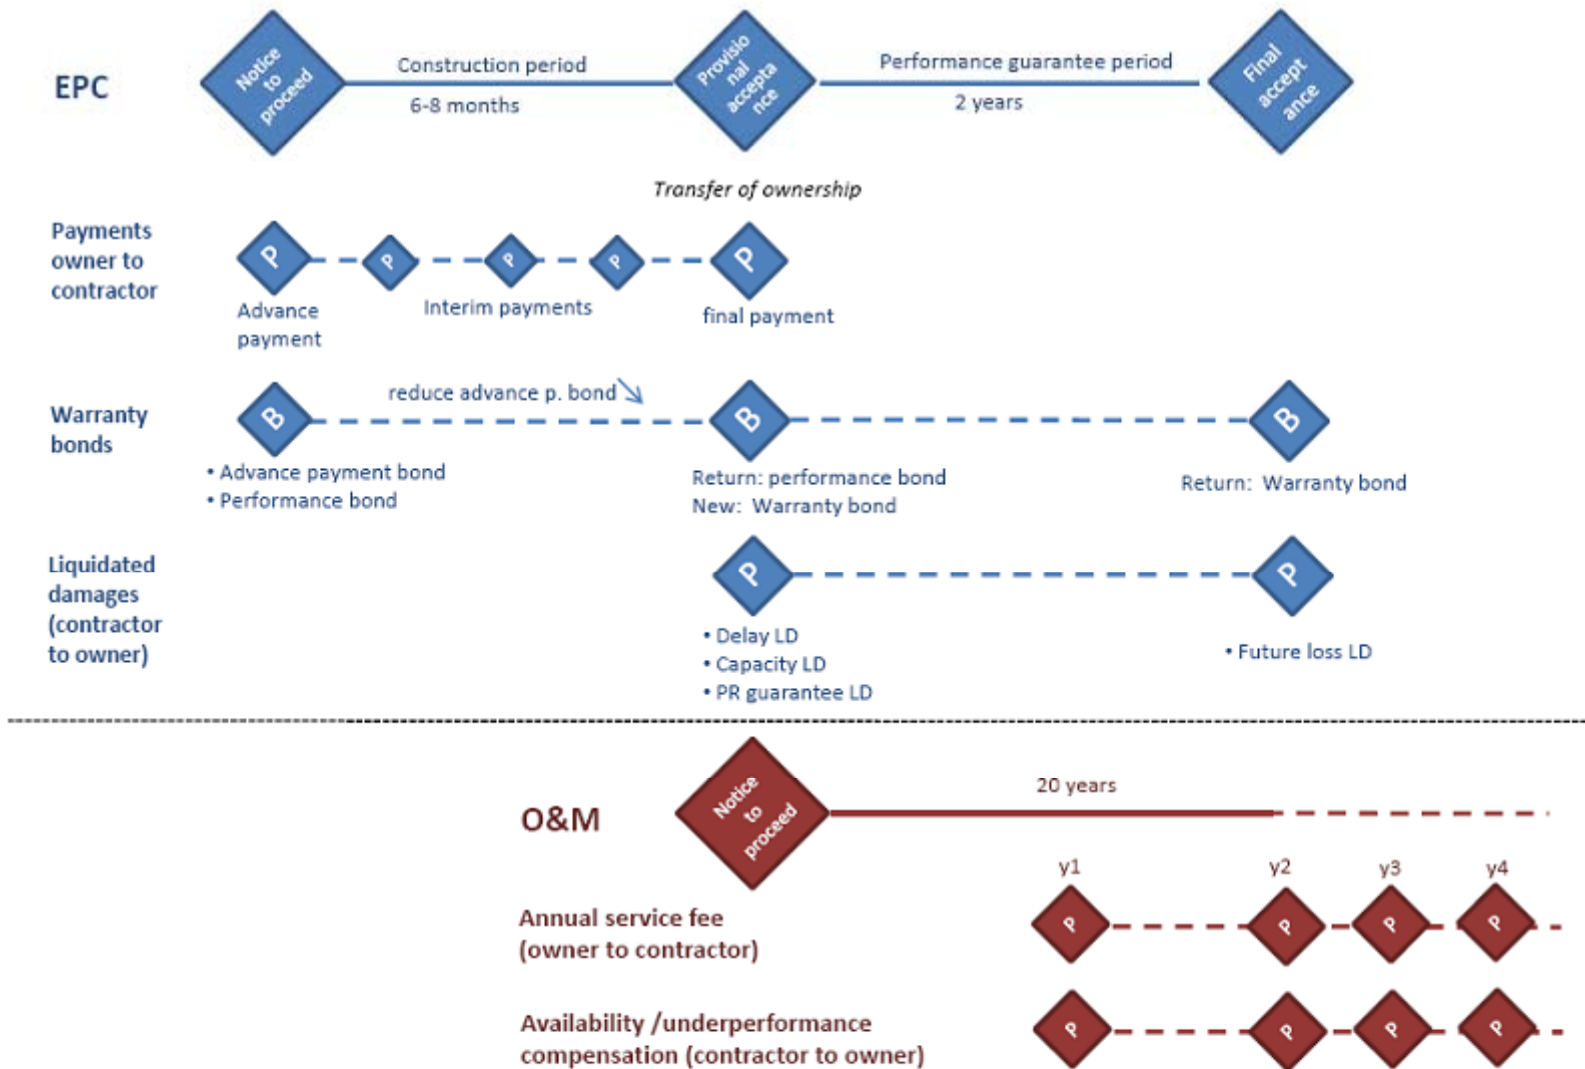 EPC
Notice
to
proceed
Construction period
6-8 months
Provisio
nal
accepta
nce
Performance guarantee period
2 years
Final
accept
ance
Transfer of ownership
Payments
owner to
contractor
P
P
P
P
P
Advance
payment
Interim payments
final payment
Warranty
bonds
B
reduce advance p. bond
B
B
• Advance payment bond
• Performance bond
Return: performance bond
New: Warranty bond
Return: Warranty bond
Liquidated
damages
(contractor
to owner)
P
P
• Delay LD
• Capacity LD
• PR guarantee LD
• Future loss LD
O&M
Notice
to
proceed
20 years
y1
y2
y3
y4
Annual service fee
(owner to contractor)
P
P
P
P
Availability /underperformance
compensation (contractor to owner)
P
P
P
P